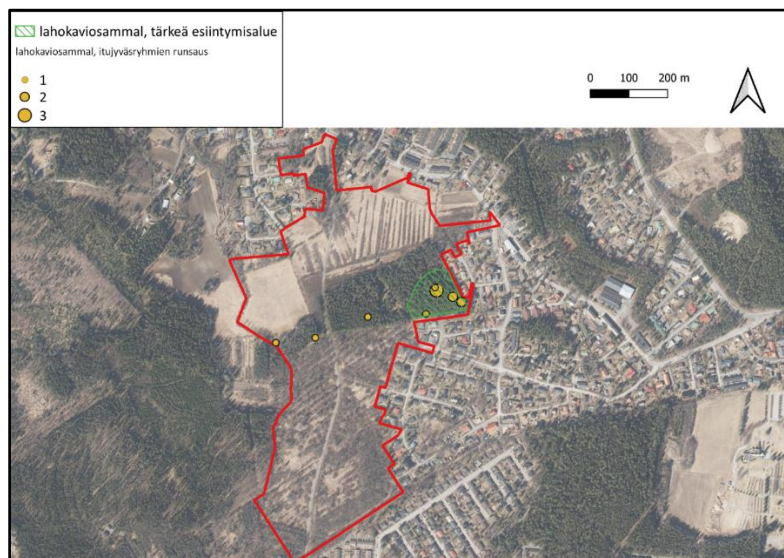 lahokaviosammal, tärkeä esiintymisalue
lahokaviosammal, itujyväsryhmien runsaus
1
2
3
0 100 200 m